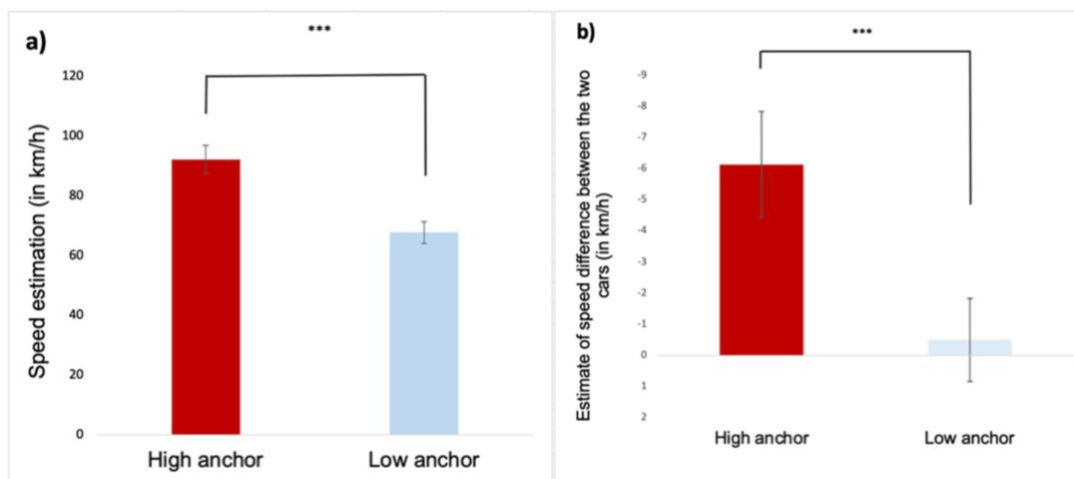 a)
***
Speed estimation (in km/h)
120
100
80
60
40
20
0
High anchor
Low anchor
b)
***
Estimate of speed difference between the two
cars (in km/h)
-9
-8
-7
-6
-5
-4
-3
-2
-1
0
1
2
High anchor
Low anchor